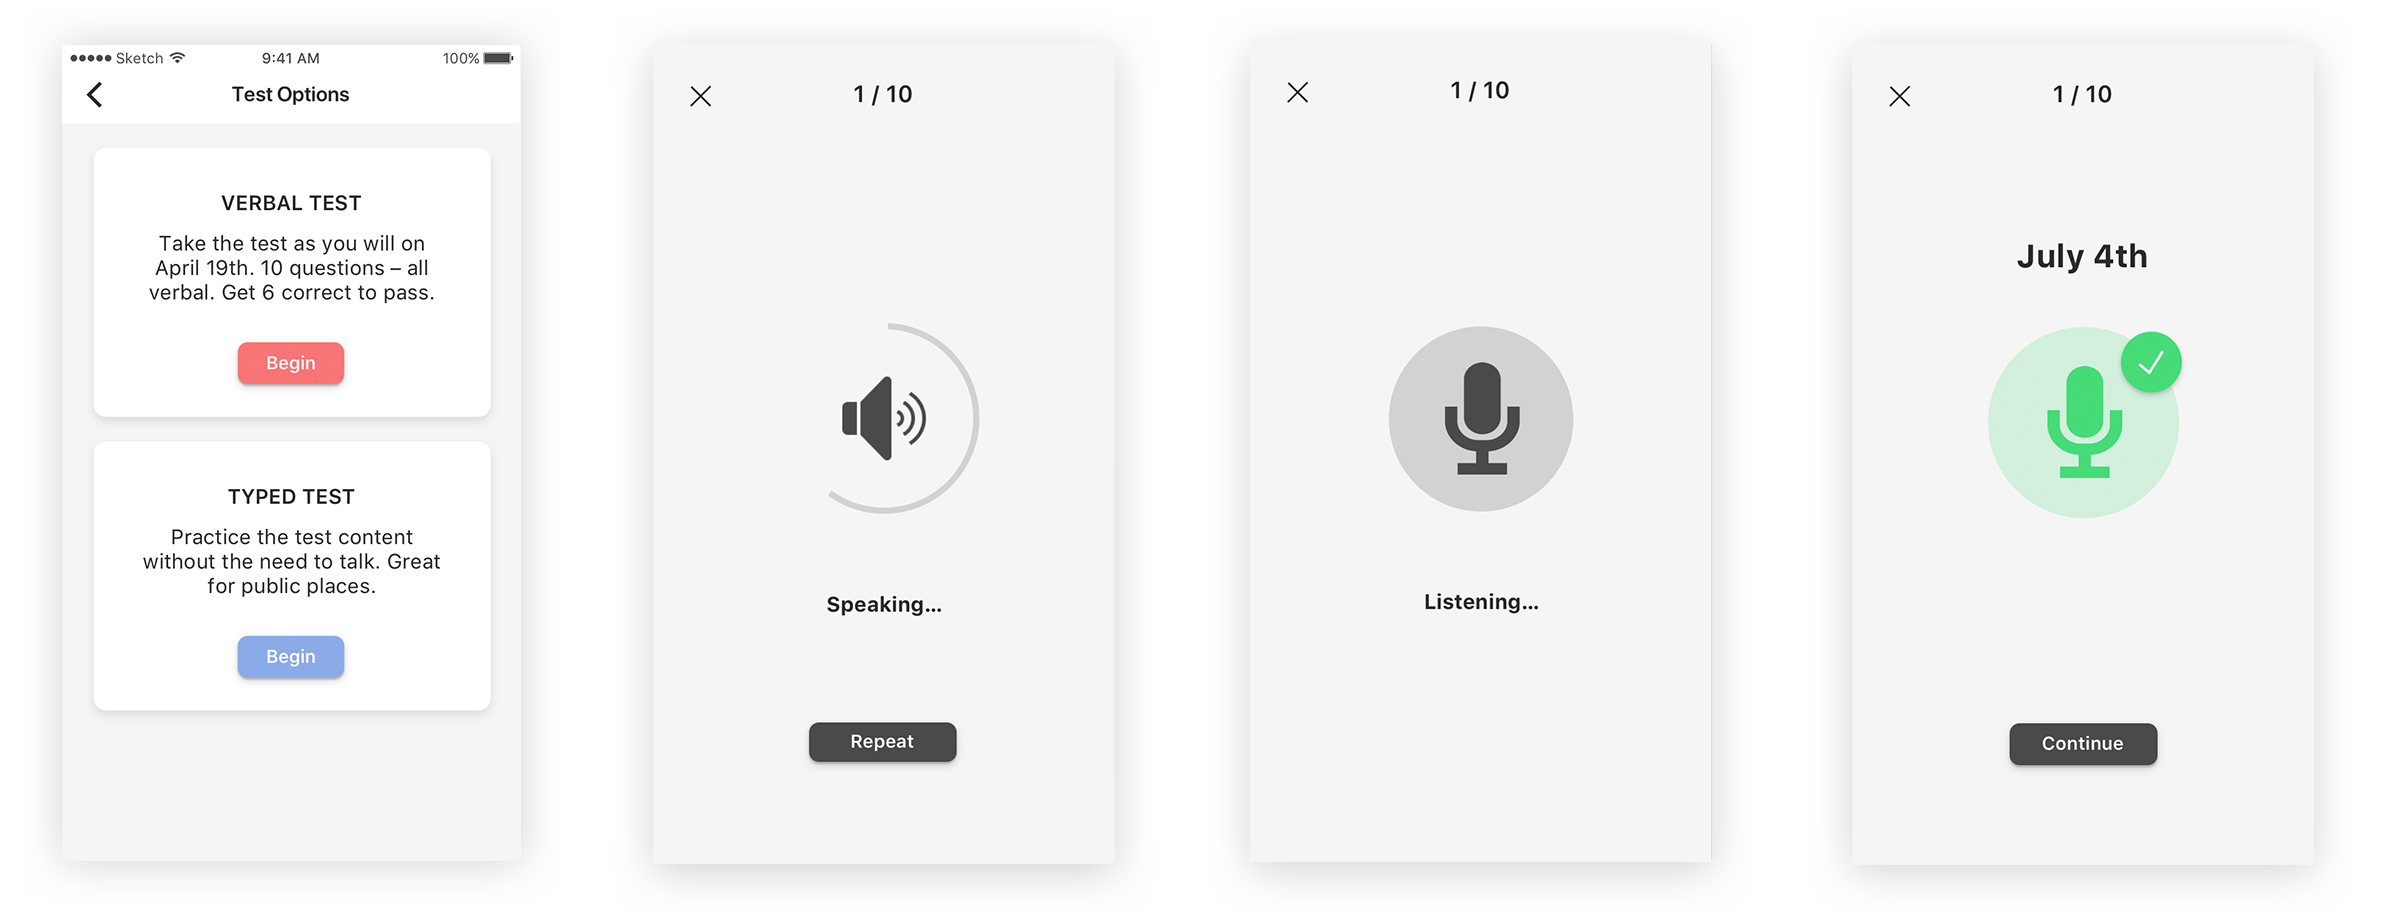 Sketch 9:41 AM 100%
Test Options
VERBAL TEST
Take the test as you will on
April 19th. 10 questions – all
verbal. Get 6 correct to pass.
Begin
TYPED TEST
Practice the test content
without the need to talk. Great
for public places.
Begin
1 / 10
Speaking...
Repeat
1 / 10
Listening...
1 / 10
July 4th
Continue